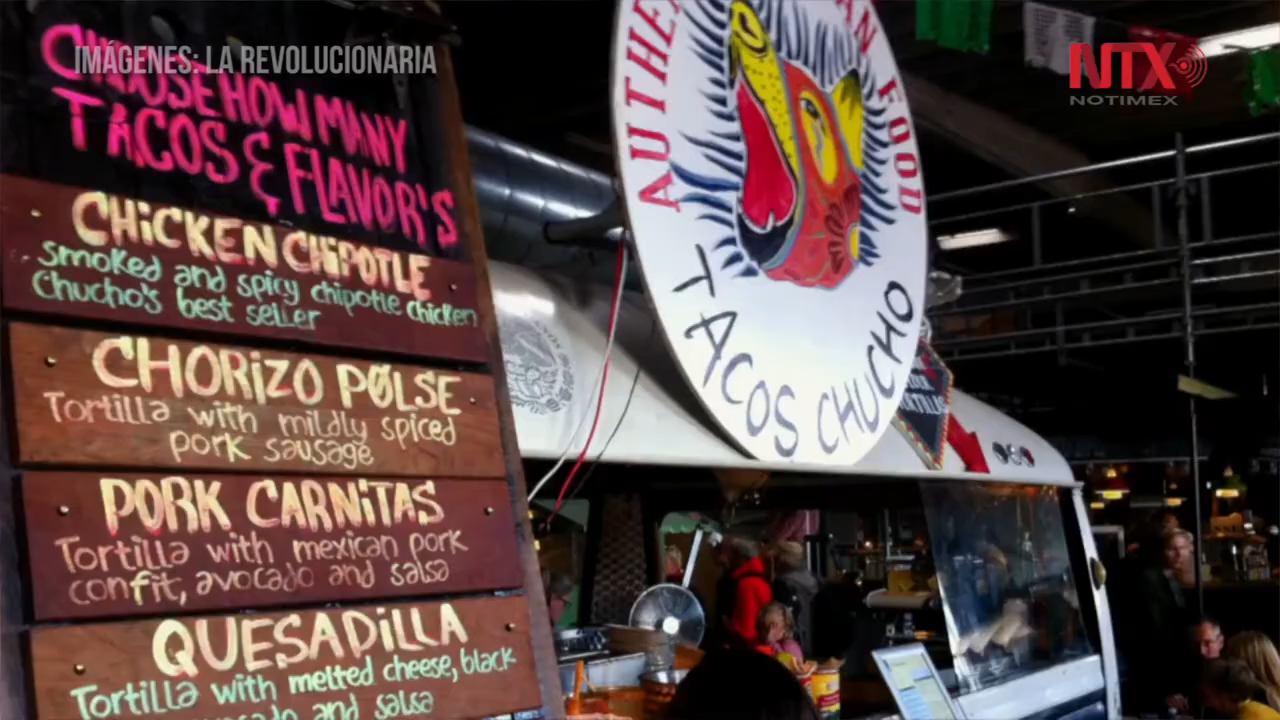 IMÁGENES: LA REVOLUCIONARIA
CHOOSE HOW MANY
TACOS & FLAVOR'S
CHICKEN CHIPOTLE
Smoked and spicy chipotle chicken
Chucho's best seller
CHORIZO PØLSE
Tortilla with mildly spiced
pork sausage
PORK CARNITAS
Tortilla with mexican pork
confit, avocado and salsa
QUESADILLA
Tortilla with melted cheese, black
and salsa
FOOD
TACOS CHUCHO
NTX
NOTIMEX